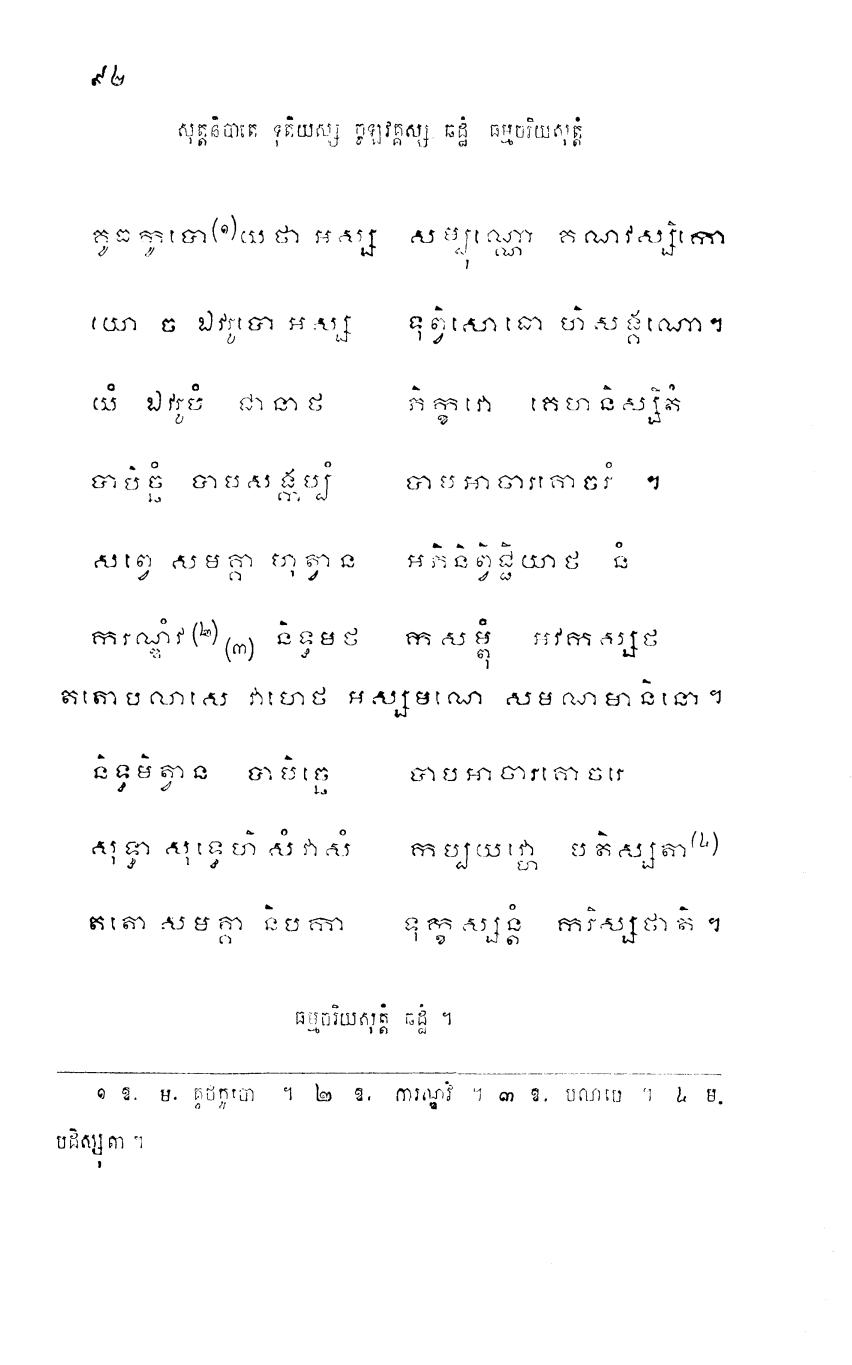 ៩៤
សុត្តនិបាតេ ទុតិយស្ស ចូឡវគ្គស្ស ឆដ្ឋំ ធម្មចរិយសុត្តំ
គូធកូបោ(១)យថា អស្ស សម្បុណ្ណោ គណវស្សិកោ
យោ ច ឯវរូបោ អស្ស ទុព្វិសោធោ ហិ សង្គណោ។
យំ ឯវរូបំ ជានាថ ភិក្ខវោ គេហនិស្សិតំ
បាបិច្ឆំ បាបសង្កប្បំ បាបអាចារគោចរំ ។
សព្វេ សមគ្គា ហុត្វាន អភិនិព្វិជ្ជិយាថ នំ
ការណ្ឌំវ(២)(៣) និទ្ធមថ កសម្ពុំ អវកស្សថ
តតោ បលាសេ វាហេថ អស្សមណេ សមណមានិនោ។
និទ្ធមិត្វាន បាបិច្ឆេ បាបអាចារគោចរេ
សុទ្ធា សុទ្ធេហិ សំវាសំ កប្បយវ្ហោ បតិស្សតា(៤)
តតោ សមគ្គា និបកា ទុក្ខស្សន្តំ ករិស្សថាតិ ។
ធម្មចរិយសុត្តំ ឆដ្ឋំ ។
១ ឱ. ម. គូថកូបោ ។ ២ ឱ. ការណ្ឌវំ ។ ៣ ឱ. បលាបេ ។ ៤ ម.
បដិស្សុតា ។